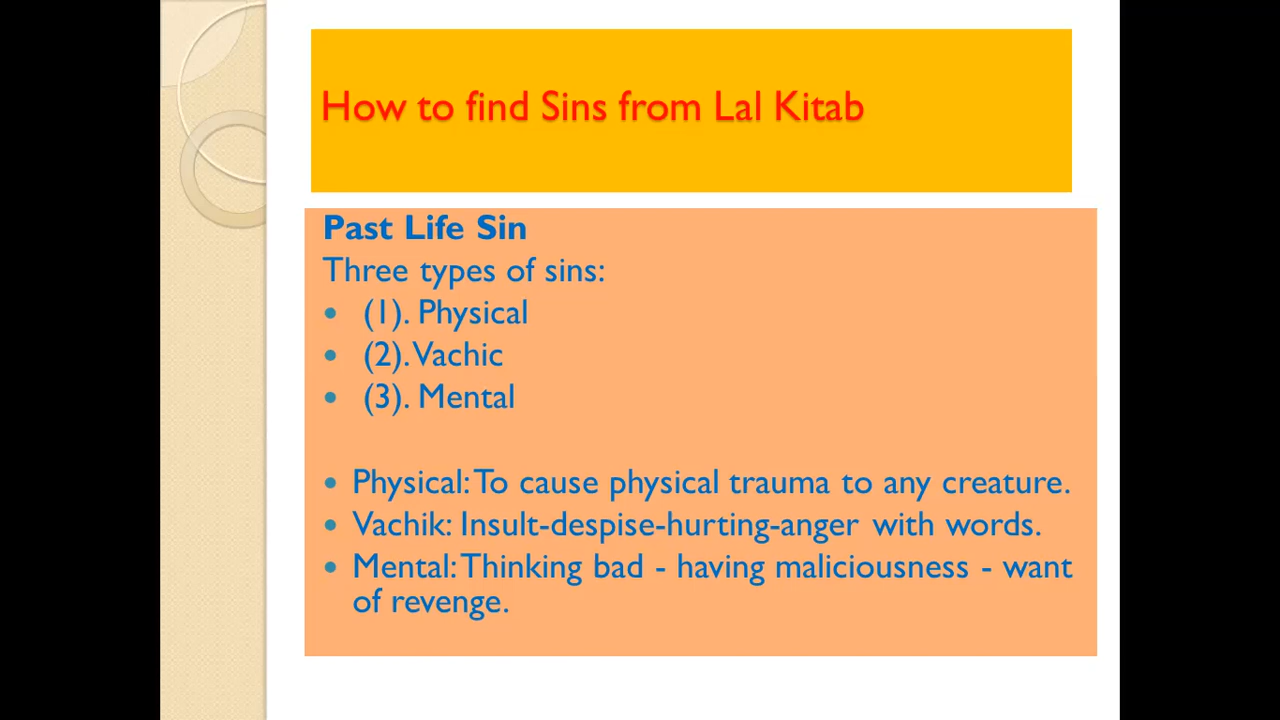 How to find Sins from Lal Kitab
Past Life Sin
Three types of sins:
• (1). Physical
• (2). Vachic
• (3). Mental
• Physical: To cause physical trauma to any creature.
• Vachik: Insult-despise-hurting-anger with words.
• Mental: Thinking bad - having maliciousness - want
of revenge.